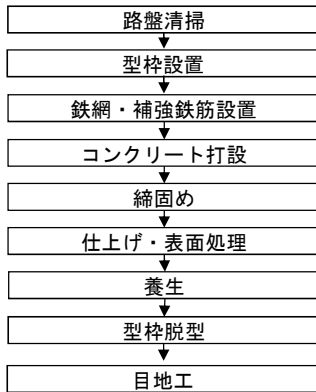 路盤清掃
型枠設置
鉄網・補強鉄筋設置
コンクリート打設
締固め
仕上げ・表面処理
養生
型枠脱型
目地工